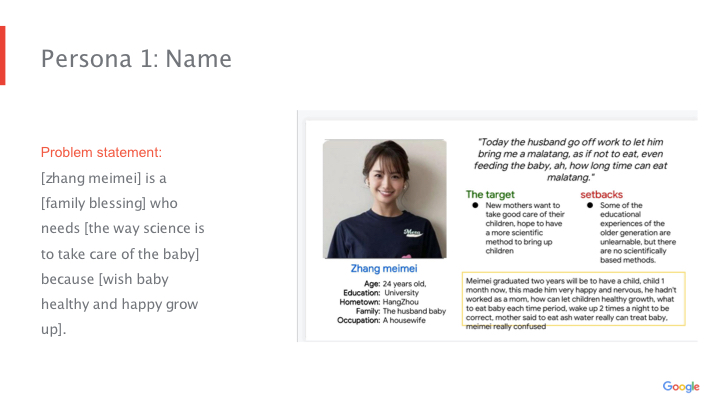 Persona 1: Name
Problem statement:
[zhang meimei] is a
[family blessing] who
needs [the way science is
to take care of the baby]
because [wish baby
healthy and happy grow
up].
Zhang meimei
Age: 24 years old,
Education: University
Hometown: HangZhou
Family: The husband baby
Occupation: A housewife
"Today the husband go off work to let him
bring me a malatang, as if not to eat, even
feeding the baby, ah, how long time can eat
malatang."
The target
● New mothers want to
take good care of their
children, hope to have
a more scientific
method to bring up
children
setbacks
● Some of the
educational
experiences of the
older generation are
unlearnable, but there
are no scientifically
based methods.
Meimei graduated two years will be to have a child, child 1
month now, this made him very happy and nervous, he hadn't
worked as a mom, how can let children healthy growth, what
to eat baby each time period, wake up 2 times a night to be
correct, mother said to eat ash water really can treat baby,
meimei really confused
Google